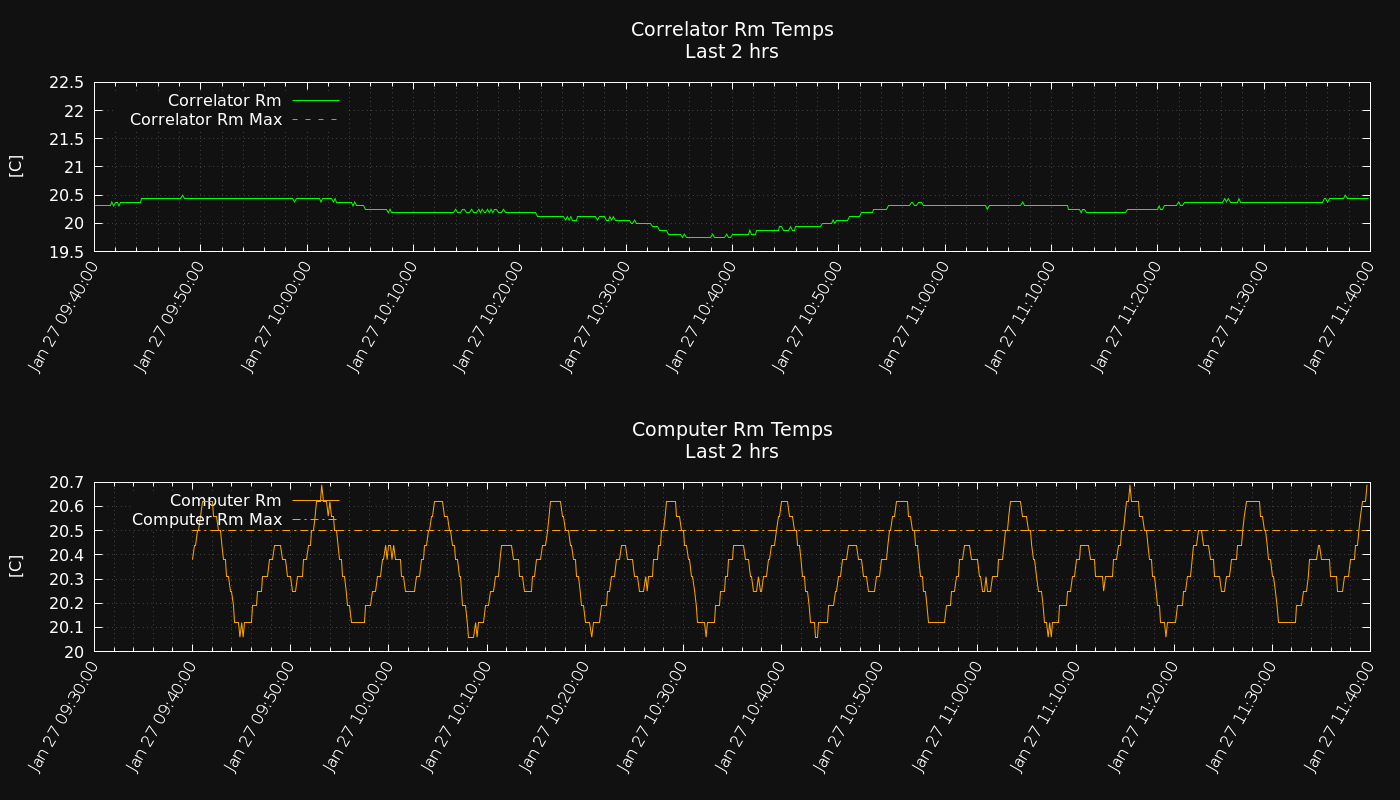 Correlator Rm Temps
Last 2 hrs
22.5
22
21.5
21
20.5
20
19.5
[C]
Correlator Rm
Correlator Rm Max
Jan 27 09:40:00
Jan 27 09:50:00
Jan 27 10:00:00
Jan 27 10:10:00
Jan 27 10:20:00
Jan 27 10:30:00
Jan 27 10:40:00
Jan 27 10:50:00
Jan 27 11:00:00
Jan 27 11:10:00
Jan 27 11:20:00
Jan 27 11:30:00
Jan 27 11:40:00
Computer Rm Temps
Last 2 hrs
20.7
20.6
20.5
20.4
20.3
20.2
20.1
20
[C]
Computer Rm
Computer Rm Max
Jan 27 09:30:00
Jan 27 09:40:00
Jan 27 09:50:00
Jan 27 10:00:00
Jan 27 10:10:00
Jan 27 10:20:00
Jan 27 10:30:00
Jan 27 10:40:00
Jan 27 10:50:00
Jan 27 11:00:00
Jan 27 11:10:00
Jan 27 11:20:00
Jan 27 11:30:00
Jan 27 11:40:00